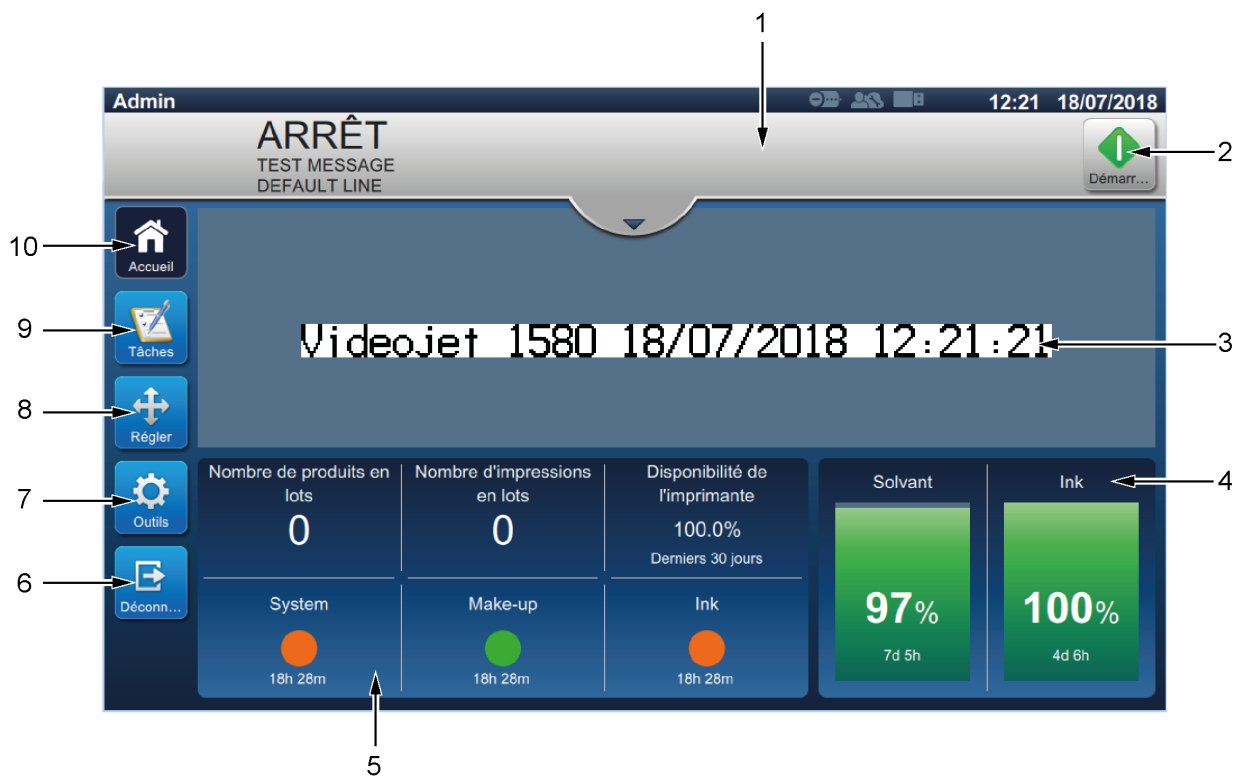 1
Admin
12:21 18/07/2018
ARRÊT
TEST MESSAGE
DEFAULT LINE
Démarr...
2
10
Accueil
9
Tâches
Videojet 1580 18/07/2018 12:21:21
3
8
Régler
7
Outils
6
Déconn...
Nombre de produits en
lots
0
Nombre d'impressions
en lots
0
Disponibilité de
l'imprimante
100.0%
Derniers 30 jours
System
18h 28m
Make-up
18h 28m
Ink
18h 28m
Solvant
97%
7d 5h
Ink
100%
4d 6h
4
5